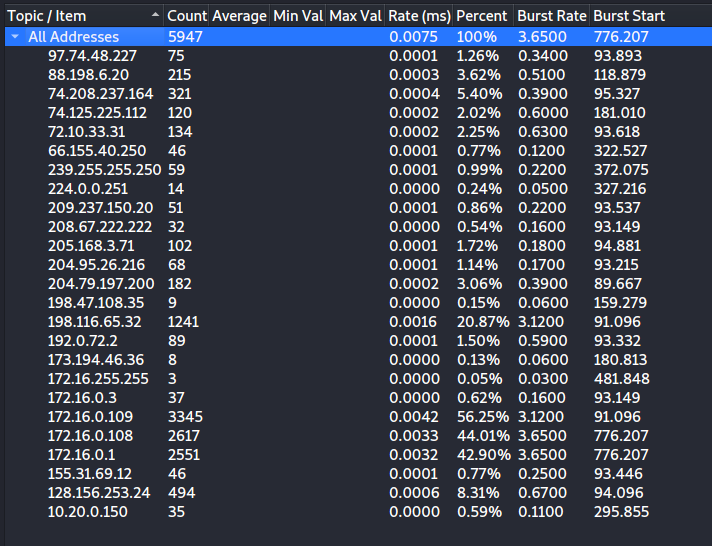 Topic / Item Count Average Min Val Max Val Rate (ms) Percent Burst Rate Burst Start
All Addresses 5947 0.0075 100% 3.6500 776.207
97.74.48.227 75 0.0001 1.26% 0.3400 93.893
88.198.6.20 215 0.0003 3.62% 0.5100 118.879
74.208.237.164 321 0.0004 5.40% 0.3900 95.327
74.125.225.112 120 0.0002 2.02% 0.6000 181.010
72.10.33.31 134 0.0002 2.25% 0.6300 93.618
66.155.40.250 46 0.0001 0.77% 0.1200 322.527
239.255.255.250 59 0.0001 0.99% 0.2200 372.075
224.0.0.251 14 0.0000 0.24% 0.0500 327.216
209.237.150.20 51 0.0001 0.86% 0.2200 93.537
208.67.222.222 32 0.0000 0.54% 0.1600 93.149
205.168.3.71 102 0.0001 1.72% 0.1800 94.881
204.95.26.216 68 0.0001 1.14% 0.1700 93.215
204.79.197.200 182 0.0002 3.06% 0.3900 89.667
198.47.108.35 9 0.0000 0.15% 0.0600 159.279
198.116.65.32 1241 0.0016 20.87% 3.1200 91.096
192.0.72.2 89 0.0001 1.50% 0.5900 93.332
173.194.46.36 8 0.0000 0.13% 0.0600 180.813
172.16.255.255 3 0.0000 0.05% 0.0300 481.848
172.16.0.3 37 0.0000 0.62% 0.1600 93.149
172.16.0.109 3345 0.0042 56.25% 3.1200 91.096
172.16.0.108 2617 0.0033 44.01% 3.6500 776.207
172.16.0.1 2551 0.0032 42.90% 3.6500 776.207
155.31.69.12 46 0.0001 0.77% 0.2500 93.446
128.156.253.24 494 0.0006 8.31% 0.6700 94.096
10.20.0.150 35 0.0000 0.59% 0.1100 295.855